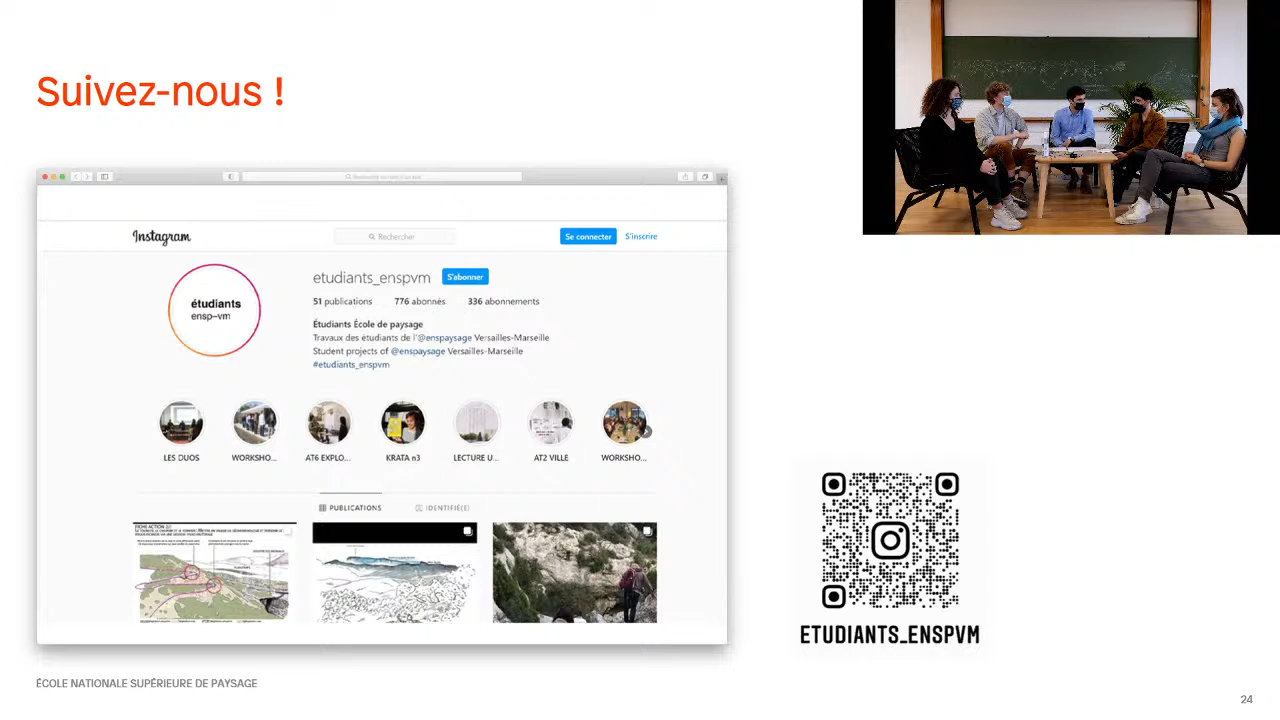 Suivez-nous !
Instagram
Rechercher
Se connecter
S'inscrire
étudiants
ensp-vm
etudiants_enspvm
S'abonner
51 publications
776 abonnés
336 abonnements
Étudiants École de paysage
Travaux des étudiants de l'@enspaysage Versailles-Marseille
Student projects of @enspaysage Versailles-Marseille
#etudiants_enspvm
LES DUOS
WORKSHO...
AT6 EXPLO...
KRATA n3
LECTURE U...
AT2 VILLE
WORKSHO...
PUBLICATIONS
IDENTIFIÉ(E)
ETUDIANTS_ENSPVM
ÉCOLE NATIONALE SUPÉRIEURE DE PAYSAGE
24